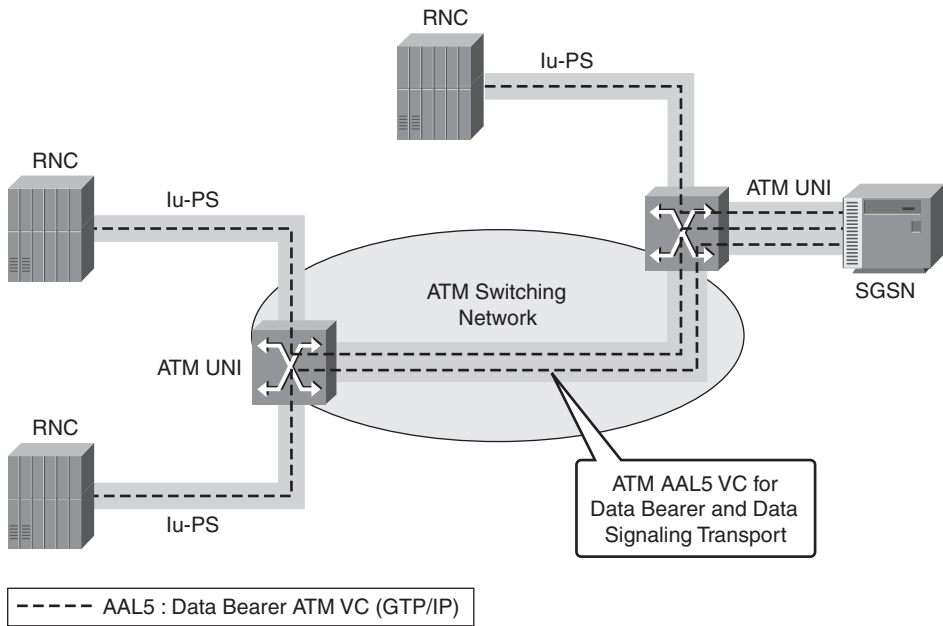 RNC
Iu-PS
RNC
Iu-PS
ATM UNI
SGSN
ATM Switching
Network
ATM UNI
RNC
Iu-PS
ATM AAL5 VC for
Data Bearer and Data
Signaling Transport
AAL5 : Data Bearer ATM VC (GTP/IP)